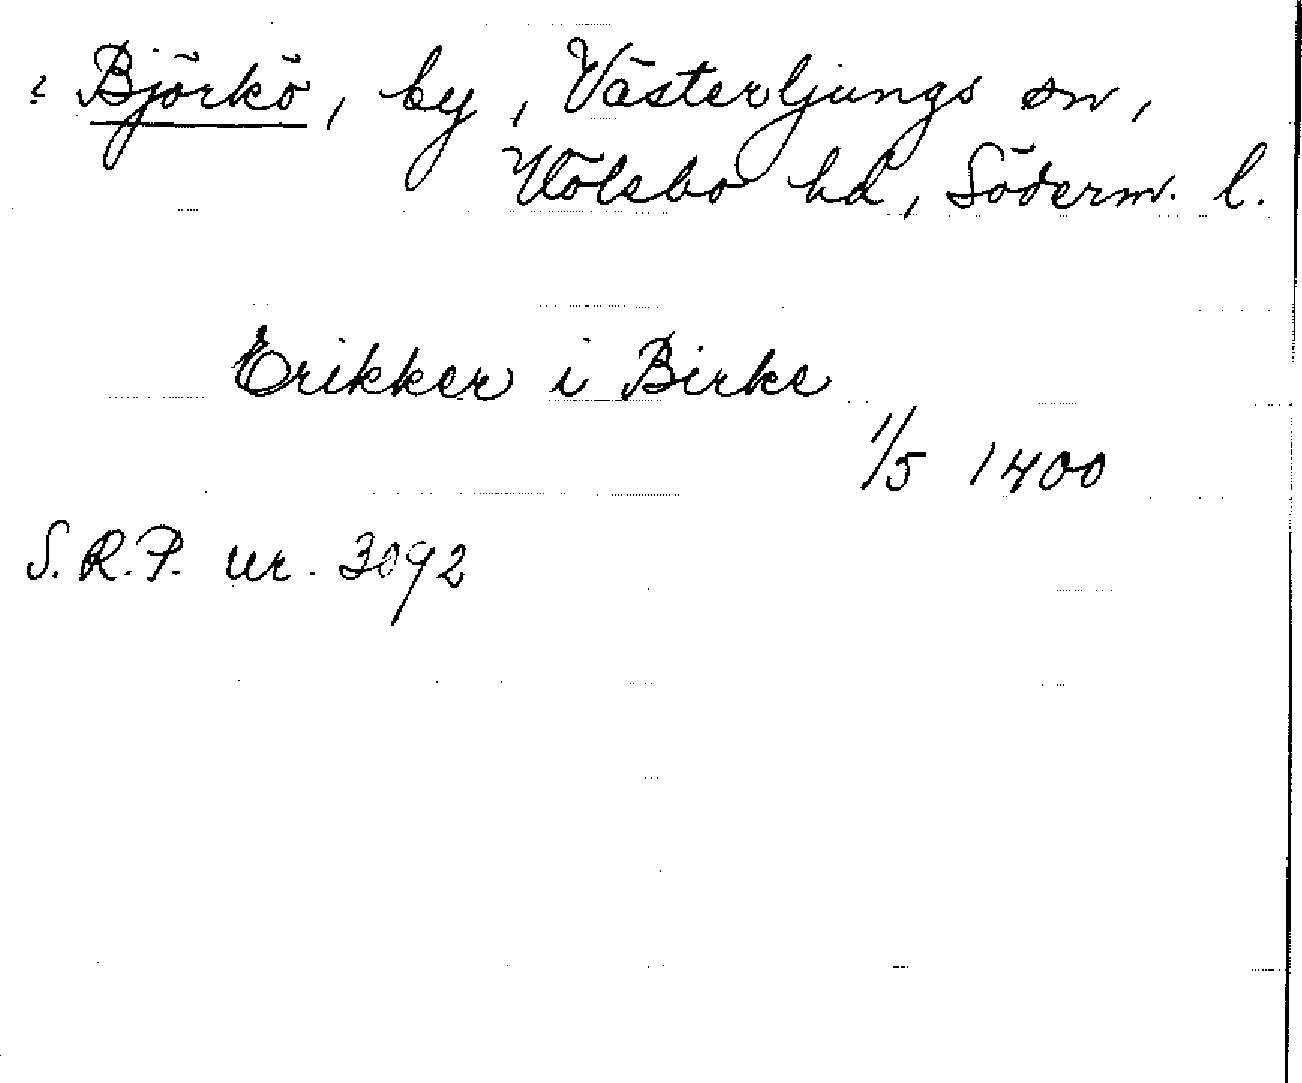 ? Björkö, by, Västerljungs sn,
Hölebo hd, Söderm. l.
Erikker i Birke
1/5 1400
S.R.P. nr. 3092